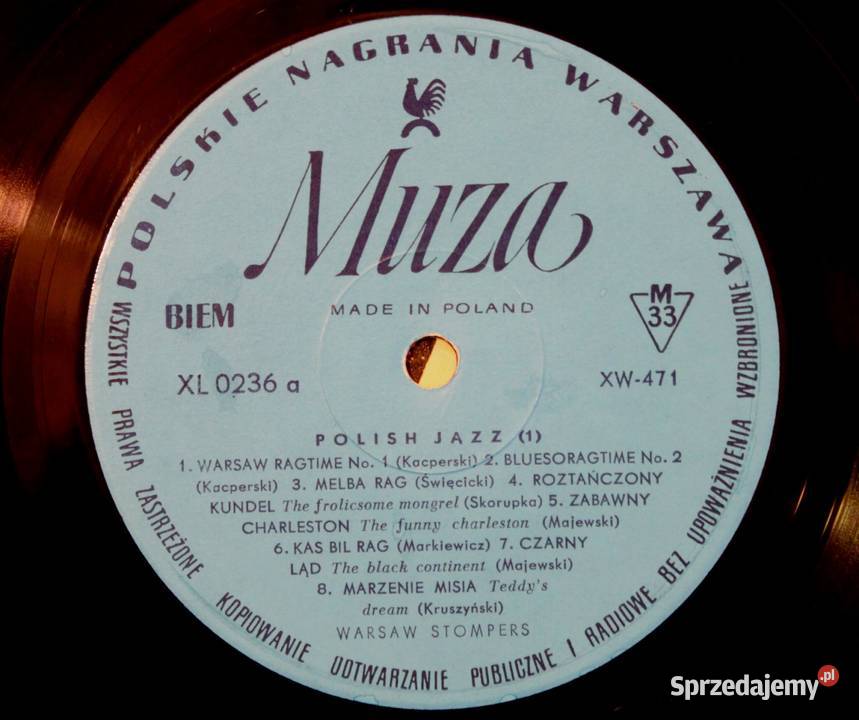 POLSKIE NAGRANIA WARSZAWA
Muza
BIEM
MADE IN POLAND
M
33
XL 0236 a
XW-471
POLISH JAZZ (1)
1. WARSAW RAGTIME No. 1 (Kacperski) 2. BLUESORAGTIME No. 2
(Kacperski) 3. MELBA RAG (Święcicki) 4. ROZTAŃCZONY
KUNDEL The frolicsome mongrel (Skorupka) 5. ZABAWNY
CHARLESTON The funny charleston (Majewski)
6. KAS BIL RAG (Markiewicz) 7. CZARNY
LĄD The black continent (Majewski)
8. MARZENIE MISIA Teddy's
dream (Kruszyński)
WARSAW STOMPERS
WSZYSTKIE PRAWA ZASTRZEŻONE KOPIOWANIE ODTWARZANIE PUBLICZNE I RADIOWE BEZ UPOWAŻNIENIA WZBRONIONE
Sprzedajemy.pl